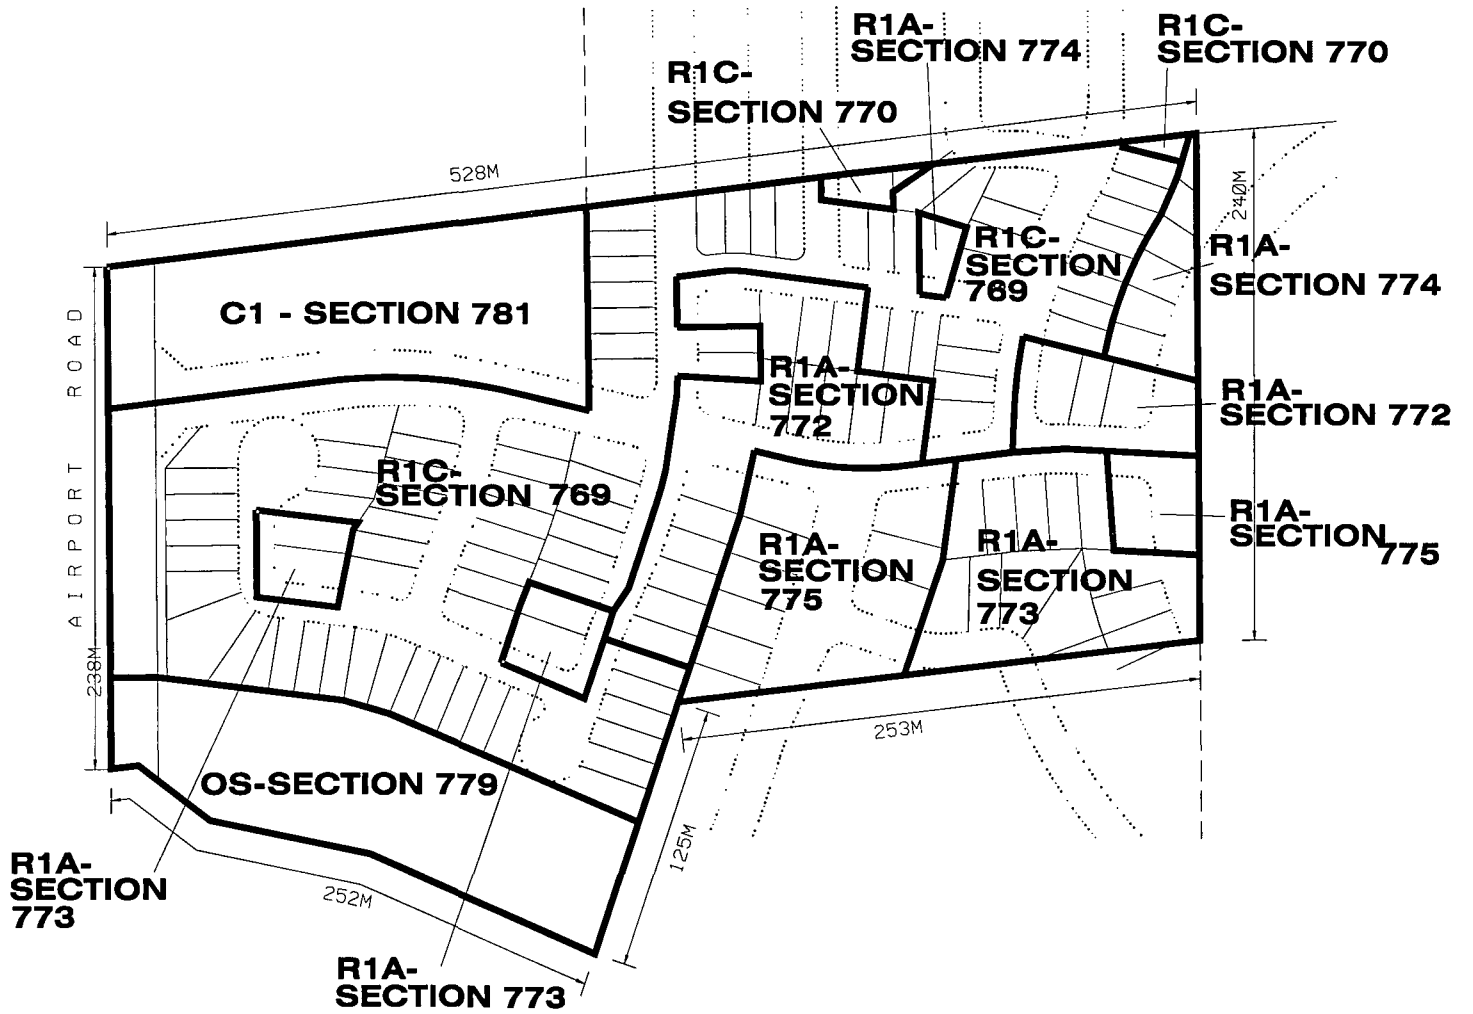 R1A-
SECTION 774
R1C-
SECTION 770
R1C-
SECTION 770
528M
240M
R1C-
SECTION
769
R1A-
SECTION 774
C1 - SECTION 781
AIRPORT ROAD
R1A-
SECTION
772
R1A-
SECTION 772
R1C-
SECTION 769
R1A-
SECTION
775
R1A-
SECTION
775
R1A-
SECTION
773
238M
253M
OS-SECTION 779
125M
252M
R1A-
SECTION
773
R1A-
SECTION 773